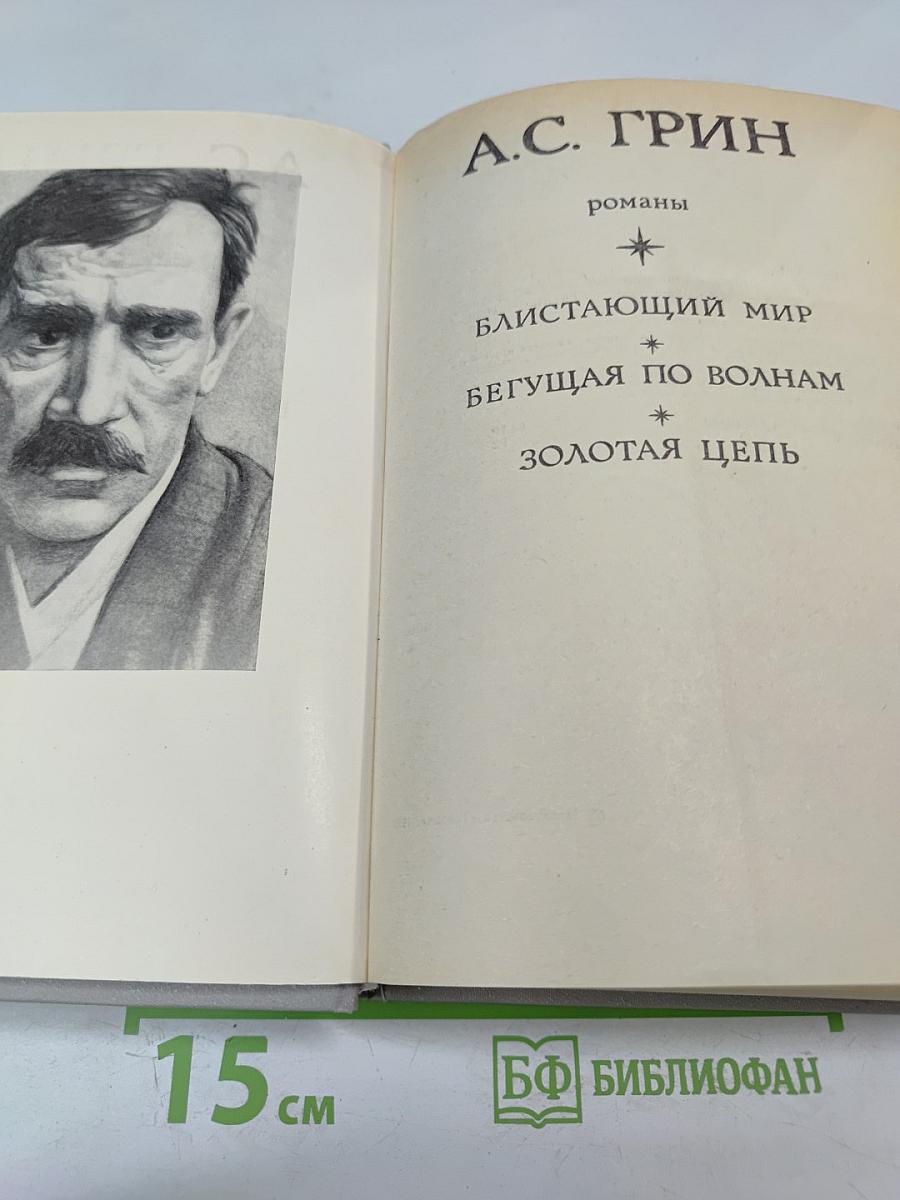 А.С. ГРИН
романы
БЛИСТАЮЩИЙ МИР
БЕГУЩАЯ ПО ВОЛНАМ
ЗОЛОТАЯ ЦЕПЬ
15 см
БФ БИБЛИОФАН